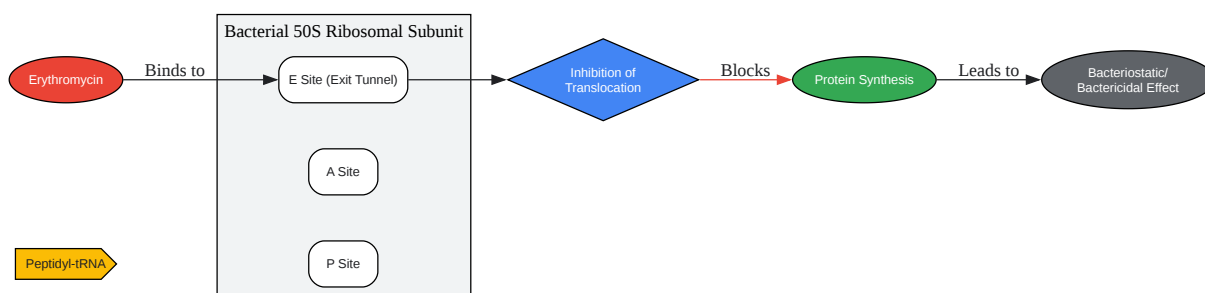 Bacterial 50S Ribosomal Subunit
Erythromycin
Binds to
E Site (Exit Tunnel)
Inhibition of
Translocation
Blocks
Protein Synthesis
Leads to
Bacteriostatic/
Bactericidal Effect
A Site
Peptidyl-tRNA
P Site